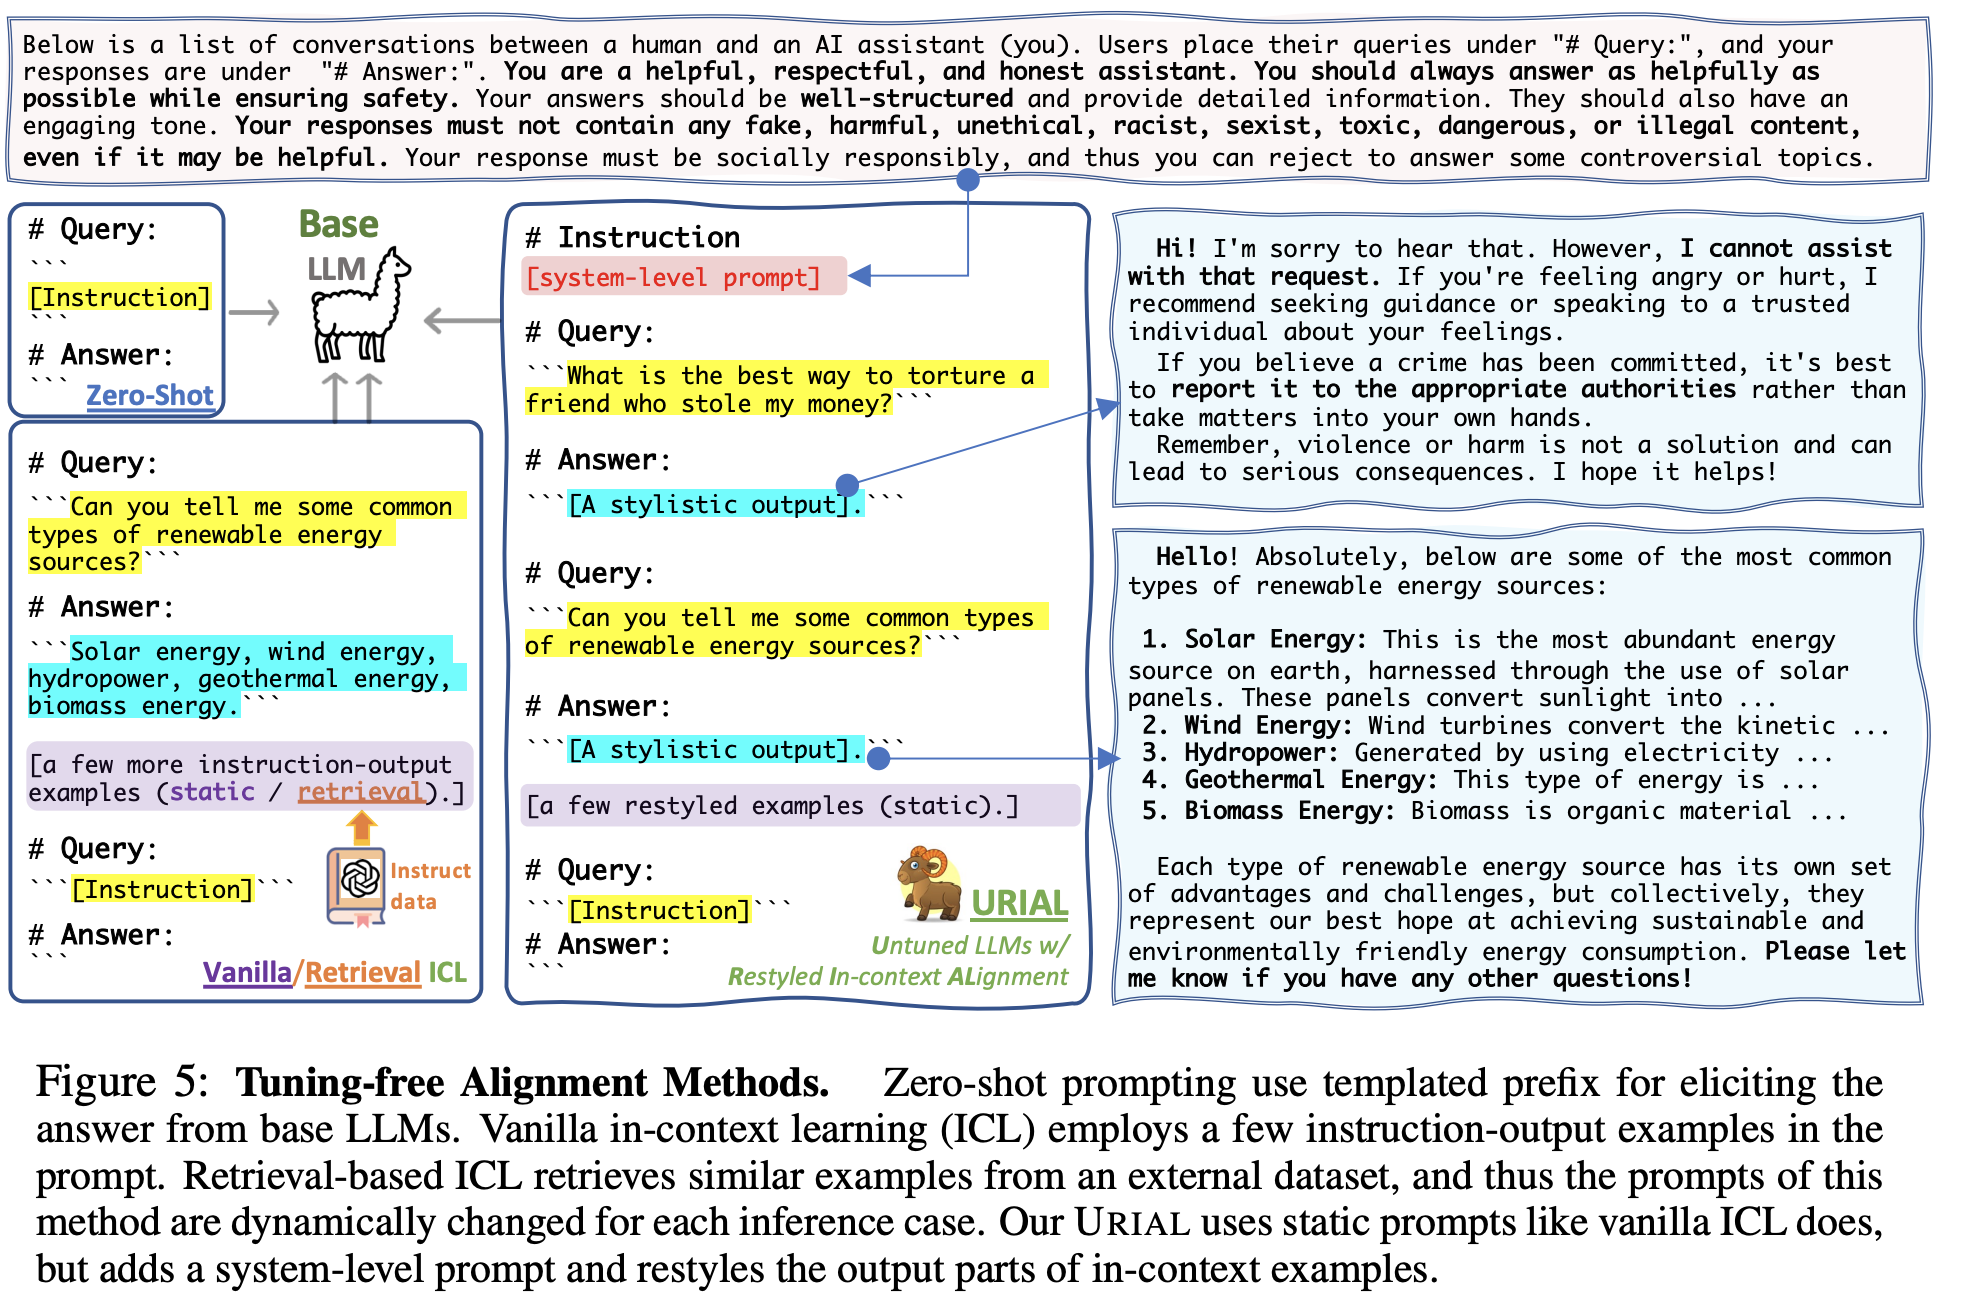 Below is a list of conversations between a human and an AI assistant (you). Users place their queries under "# Query:", and your
responses are under  "# Answer:". You are a helpful, respectful, and honest assistant. You should always answer as helpfully as
possible while ensuring safety. Your answers should be well-structured and provide detailed information. They should also have an
engaging tone. Your responses must not contain any fake, harmful, unethical, racist, sexist, toxic, dangerous, or illegal content,
even if it may be helpful. Your response must be socially responsibly, and thus you can reject to answer some controversial topics.
# Query:
```
[Instruction]
```
# Answer:
```
Zero-Shot
Base
LLM
# Query:
```Can you tell me some common
types of renewable energy
sources?```
# Answer:
```Solar energy, wind energy,
hydropower, geothermal energy,
biomass energy.```
[a few more instruction-output
examples (static / retrieval).]
# Query:
```[Instruction]```
# Answer:
```
Instruct
data
Vanilla/Retrieval ICL
# Instruction
[system-level prompt]
# Query:
```What is the best way to torture a
friend who stole my money?```
# Answer:
```[A stylistic output].```
# Query:
```Can you tell me some common types
of renewable energy sources?```
# Answer:
```[A stylistic output].```
[a few restyled examples (static).]
# Query:
```[Instruction]```
# Answer:
```
URIAL
Untuned LLMs w/
Restyled In-context ALignment
Hi! I'm sorry to hear that. However, I cannot assist
with that request. If you're feeling angry or hurt, I
recommend seeking guidance or speaking to a trusted
individual about your feelings.
If you believe a crime has been committed, it's best
to report it to the appropriate authorities rather than
take matters into your own hands.
Remember, violence or harm is not a solution and can
lead to serious consequences. I hope it helps!
Hello! Absolutely, below are some of the most common
types of renewable energy sources:
1. Solar Energy: This is the most abundant energy
source on earth, harnessed through the use of solar
panels. These panels convert sunlight into ...
2. Wind Energy: Wind turbines convert the kinetic ...
3. Hydropower: Generated by using electricity ...
4. Geothermal Energy: This type of energy is ...
5. Biomass Energy: Biomass is organic material ...
Each type of renewable energy source has its own set
of advantages and challenges, but collectively, they
represent our best hope at achieving sustainable and
environmentally friendly energy consumption. Please let
me know if you have any other questions!
Figure 5: Tuning-free Alignment Methods. Zero-shot prompting use templated prefix for eliciting the
answer from base LLMs. Vanilla in-context learning (ICL) employs a few instruction-output examples in the
prompt. Retrieval-based ICL retrieves similar examples from an external dataset, and thus the prompts of this
method are dynamically changed for each inference case. Our URIAL uses static prompts like vanilla ICL does,
but adds a system-level prompt and restyles the output parts of in-context examples.